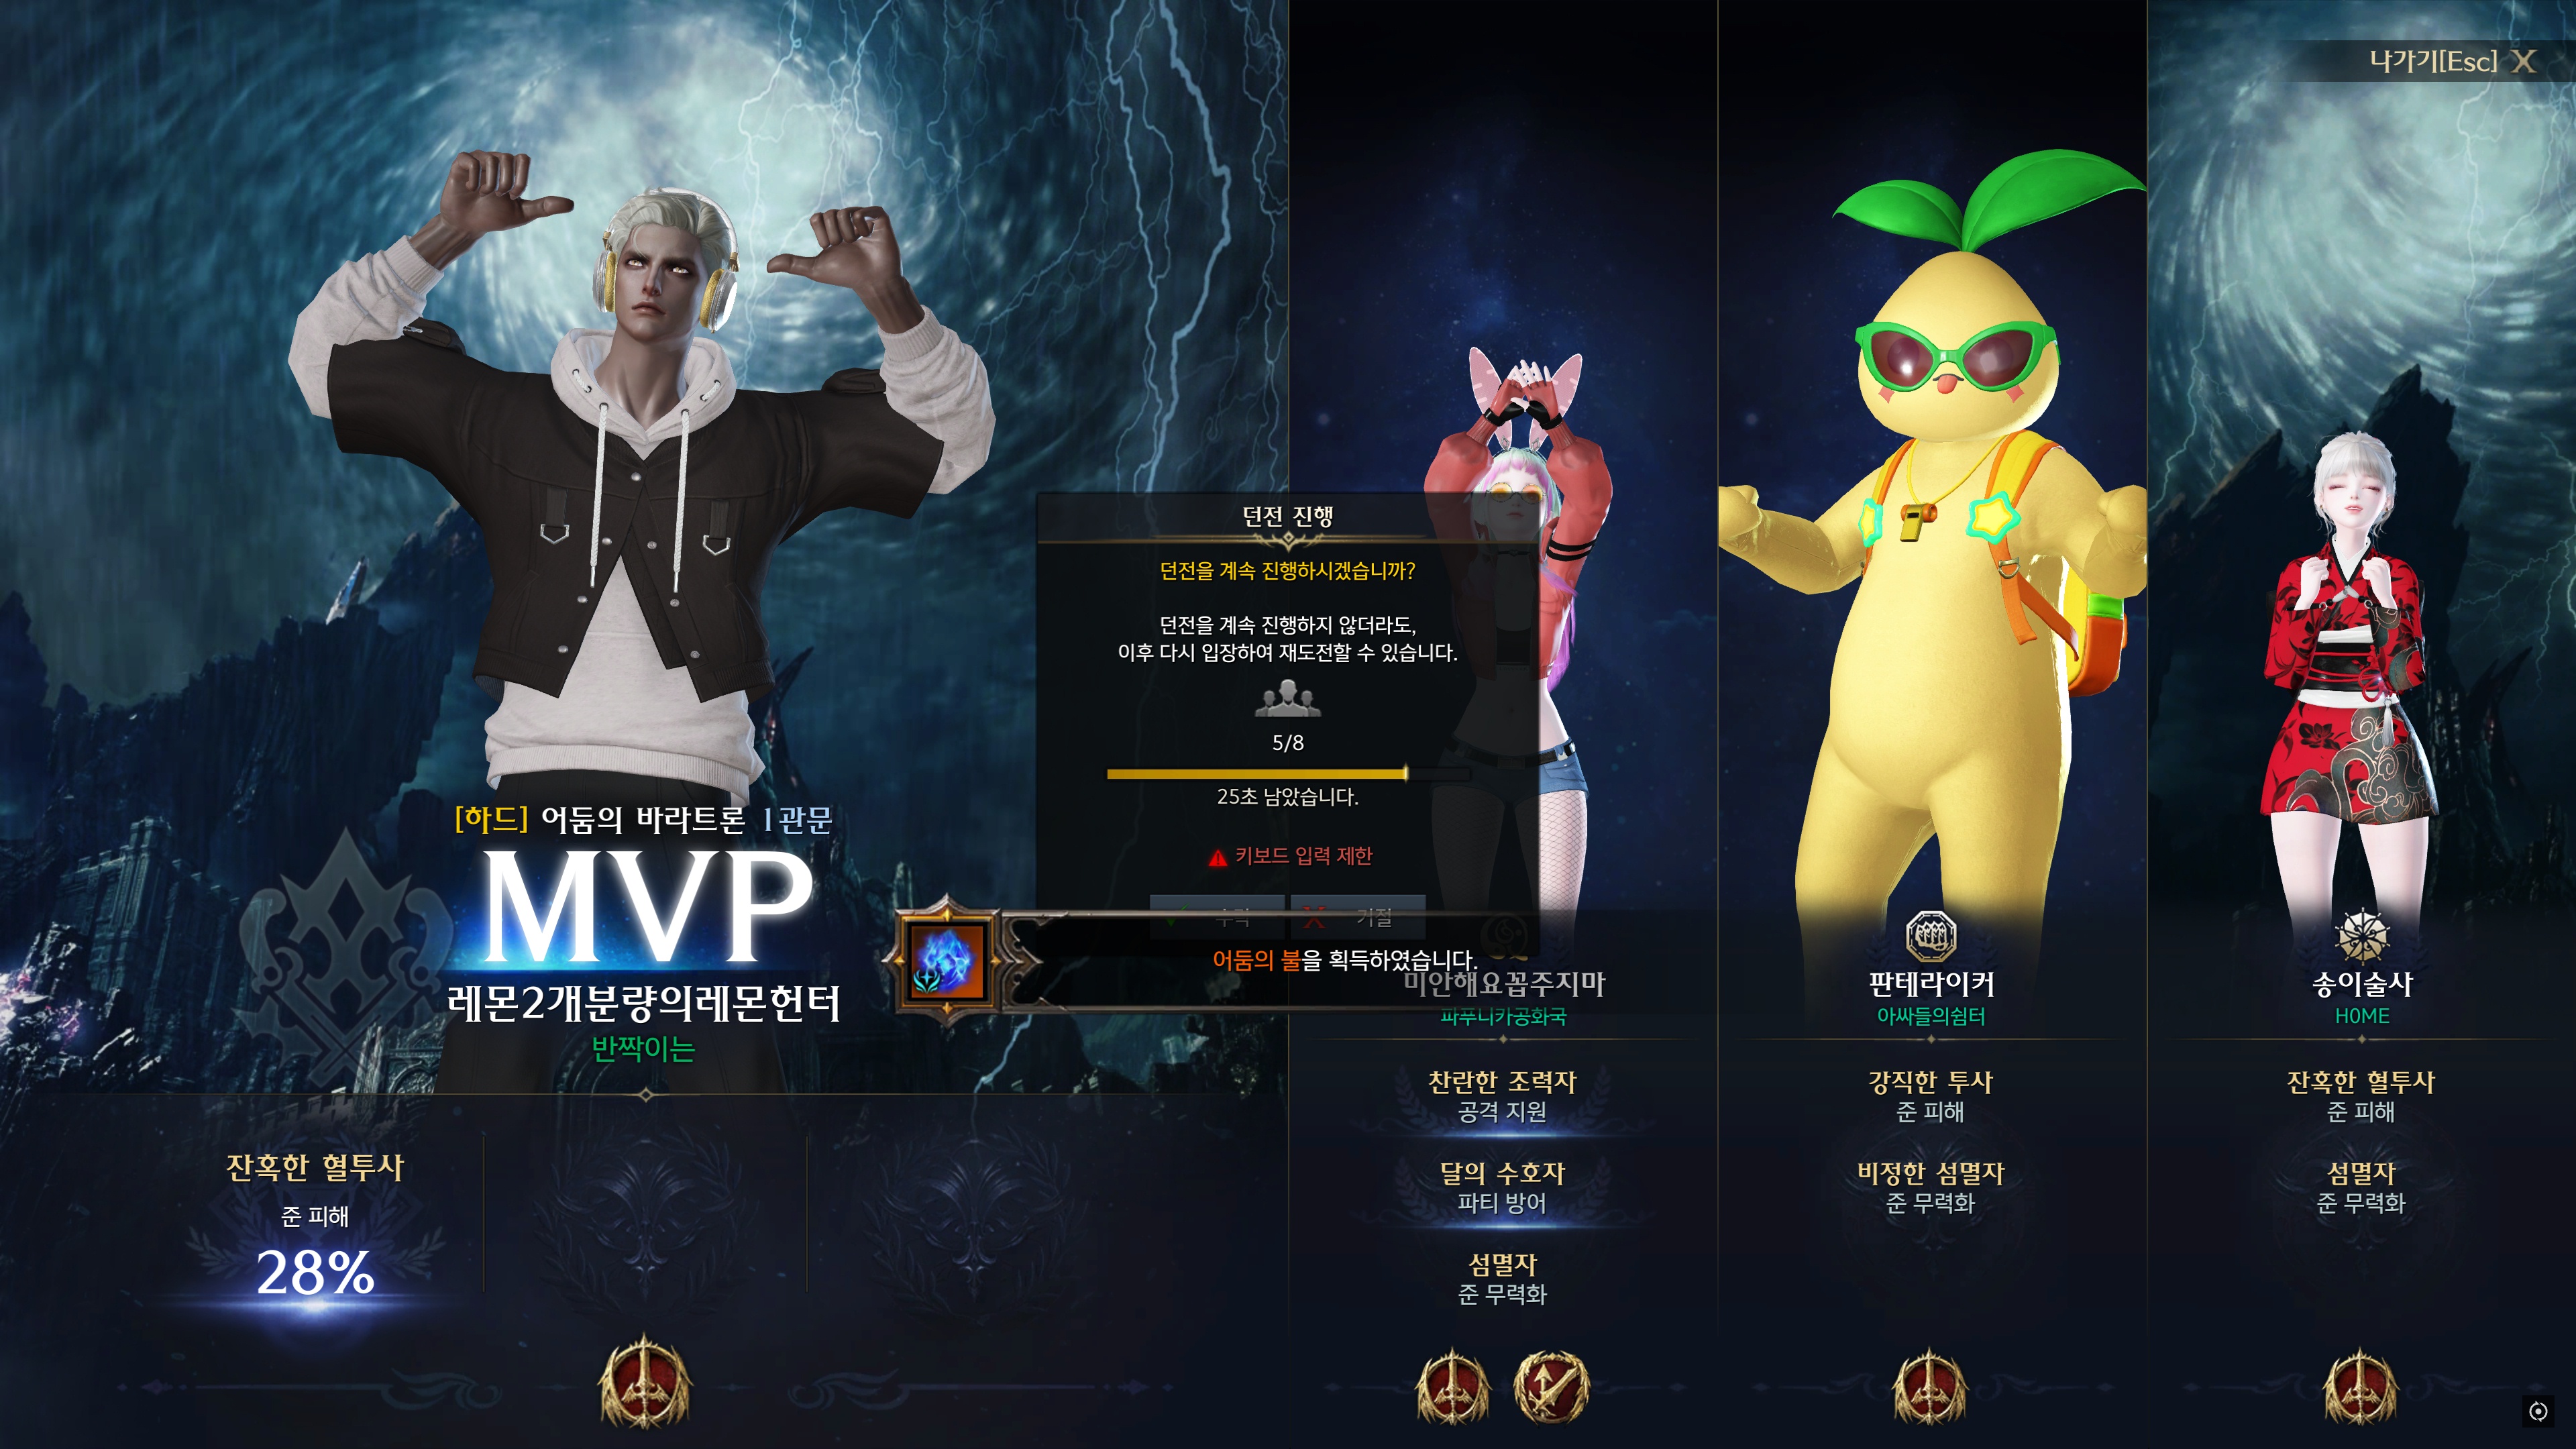 나가기[Esc] X
던전 진행
던전을 계속 진행하시겠습니까?
던전을 계속 진행하지 않더라도,
이후 다시 입장하여 재도전할 수 있습니다.
5/8
25초 남았습니다.
키보드 입력 제한
수락 거절
어둠의 불을 획득하였습니다.
[하드] 어둠의 바라트론 1관문
MVP
레몬2개분량의레몬헌터
반짝이는
잔혹한 혈투사
준 피해
28%
미안해요꼽주지마
파푸니카공화국
찬란한 조력자
공격 지원
달의 수호자
파티 방어
섬멸자
준 무력화
판테라이커
아싸들의쉼터
강직한 투사
준 피해
비정한 섬멸자
준 무력화
송이술사
H0ME
잔혹한 혈투사
준 피해
섬멸자
준 무력화